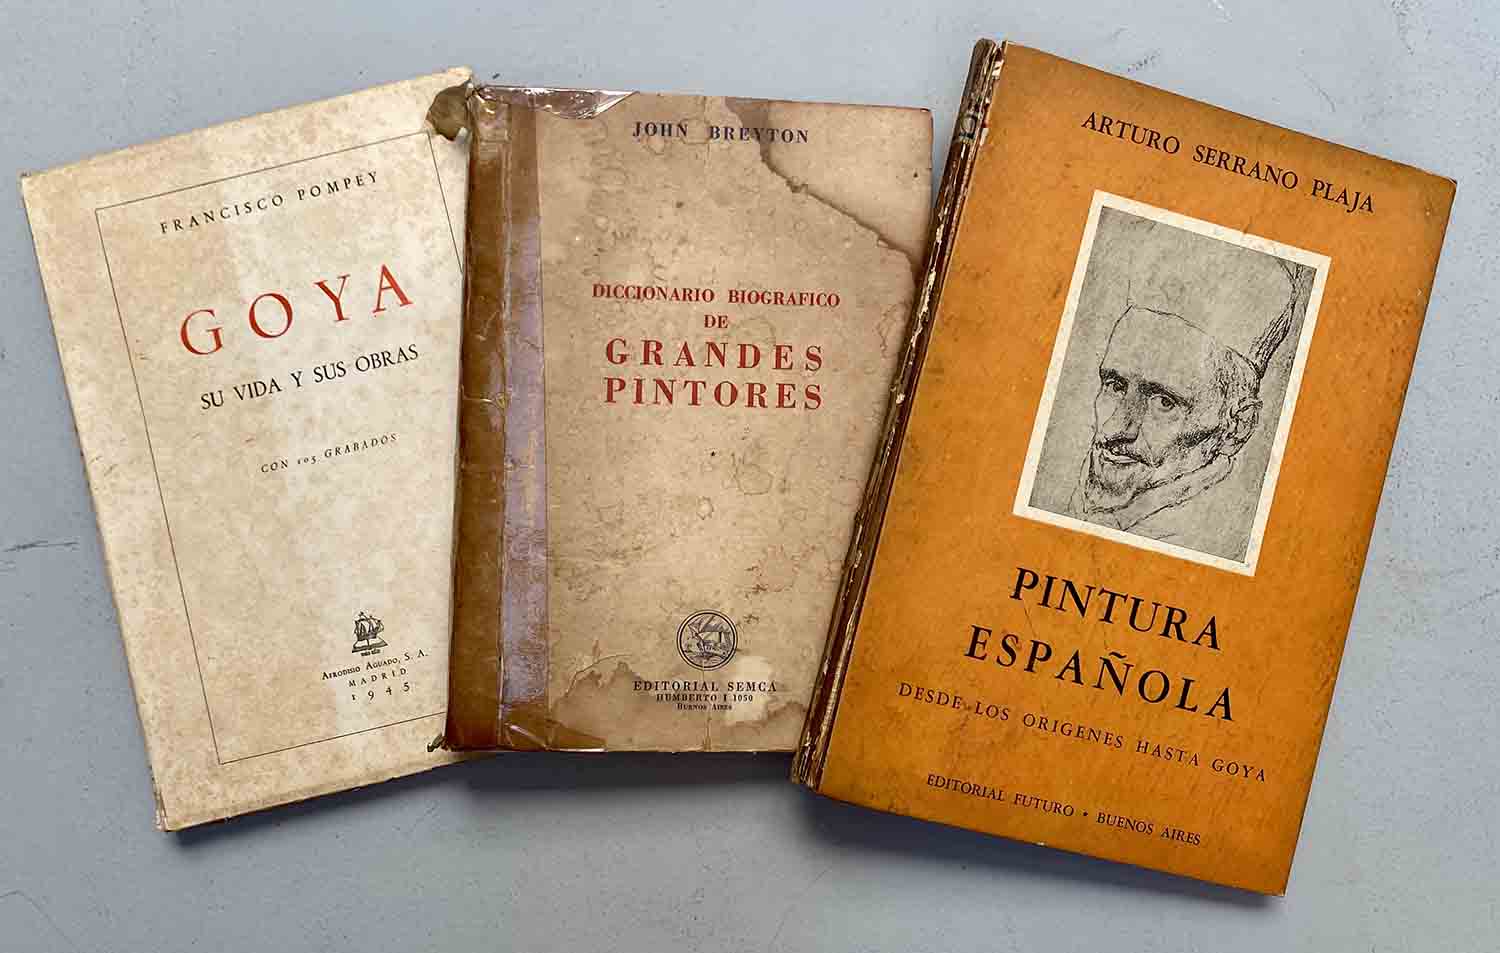 FRANCISCO POMPEY
GOYA
SU VIDA Y SUS OBRAS
CON 103 GRABADOS
AFRODISIO AGUADO, S. A.
MADRID
1945
JOHN BREYTON
DICCIONARIO BIOGRAFICO
DE
GRANDES
PINTORES
EDITORIAL SEMCA
HUMBERTO I 1050
BUENOS AIRES
ARTURO SERRANO PLAJA
PINTURA
ESPAÑOLA
DESDE LOS ORIGENES HASTA GOYA
EDITORIAL FUTURO • BUENOS AIRES